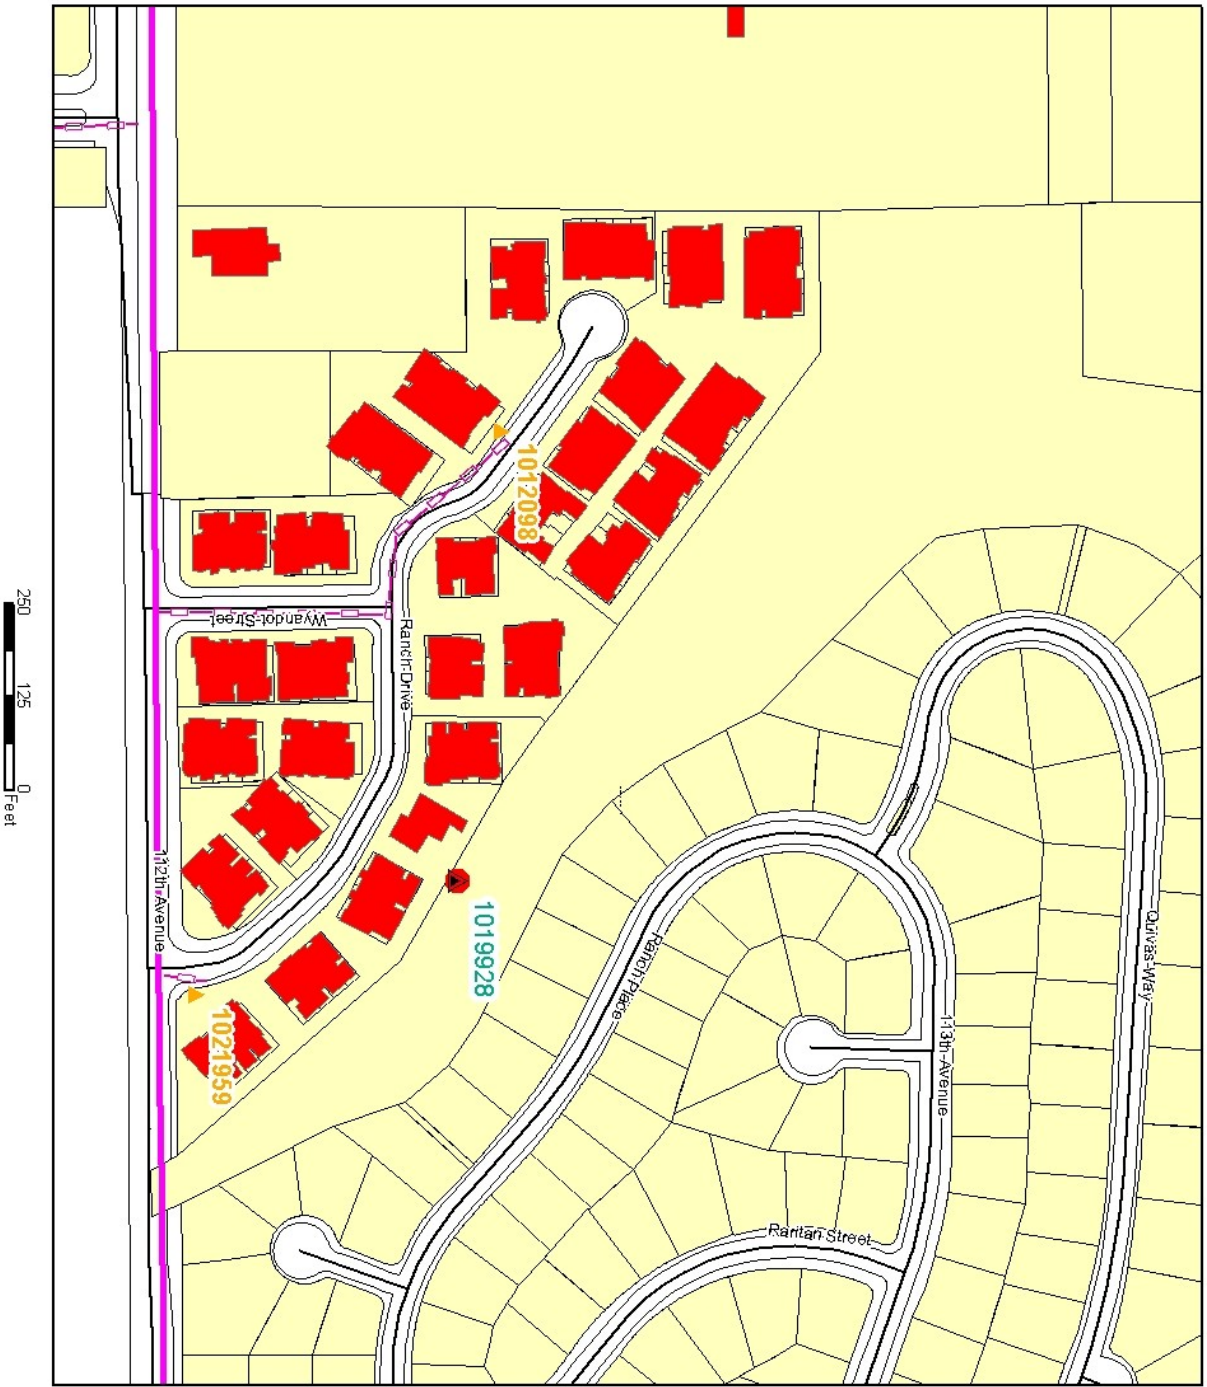 1012098
Wyandot Street
Ranch Drive
250
125
0
Feet
112th Avenue
1019928
1021959
Ranch Place
Quivas Way
113th Avenue
Raritan Street